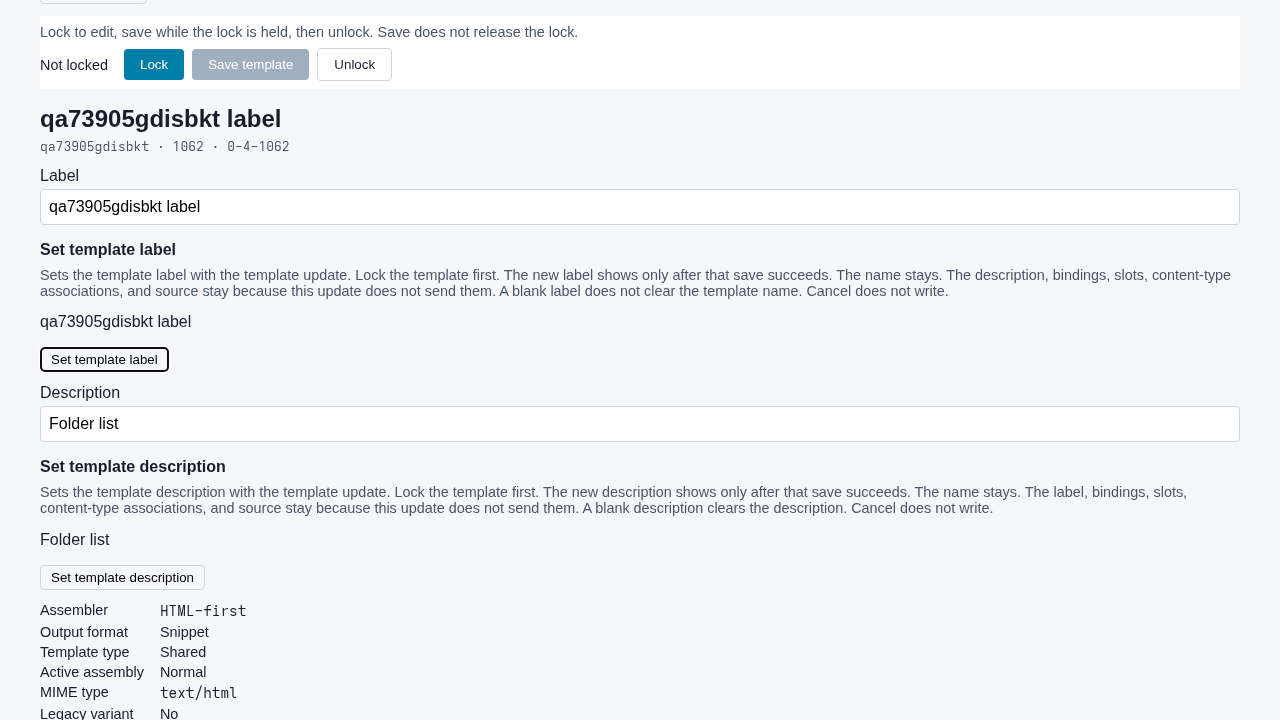 Lock to edit, save while the lock is held, then unlock. Save does not release the lock.
Not locked Lock Save template Unlock
qa73905gdisbkt label
qa73905gdisbkt · 1062 · 0-4-1062
Label
qa73905gdisbkt label
Set template label
Sets the template label with the template update. Lock the template first. The new label shows only after that save succeeds. The name stays. The description, bindings, slots, content-type
associations, and source stay because this update does not send them. A blank label does not clear the template name. Cancel does not write.
qa73905gdisbkt label
Set template label
Description
Folder list
Set template description
Sets the template description with the template update. Lock the template first. The new description shows only after that save succeeds. The name stays. The label, bindings, slots,
content-type associations, and source stay because this update does not send them. A blank description clears the description. Cancel does not write.
Folder list
Set template description
Assembler HTML-first
Output format Snippet
Template type Shared
Active assembly Normal
MIME type text/html
Legacy variant No